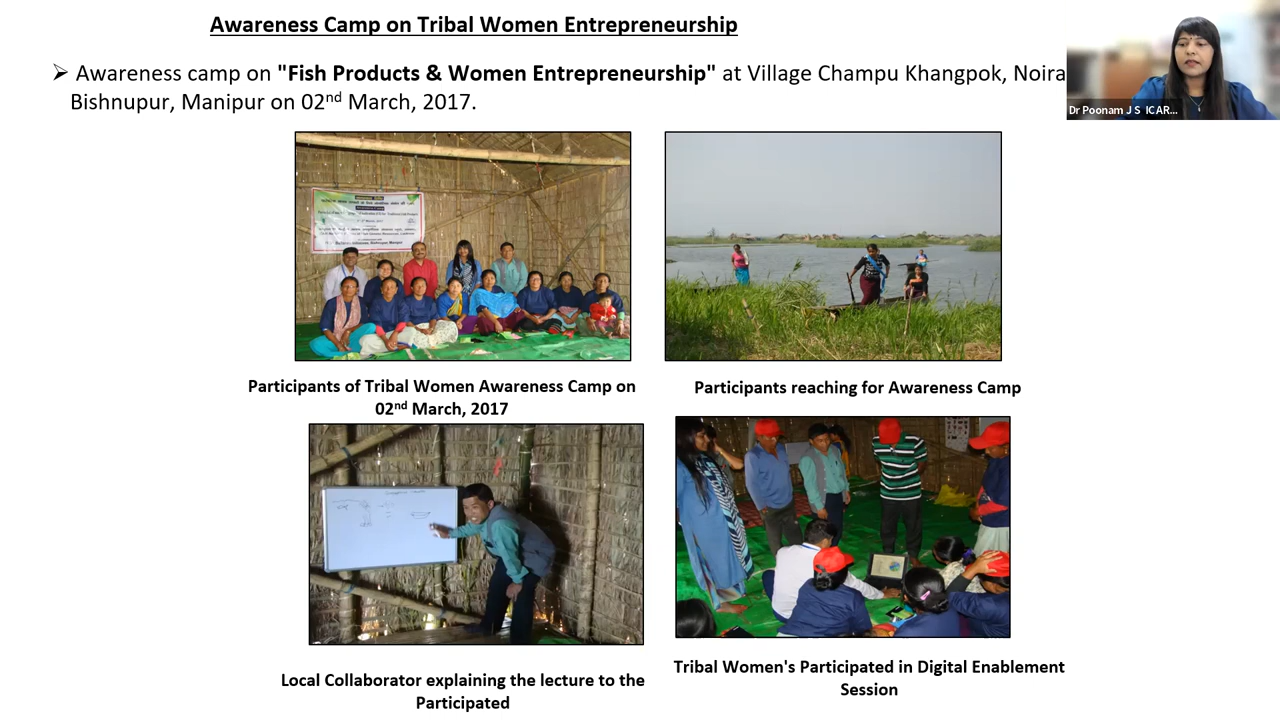 Awareness Camp on Tribal Women Entrepreneurship
➢ Awareness camp on "Fish Products & Women Entrepreneurship" at Village Champu Khangpok, Noira
Bishnupur, Manipur on 02nd March, 2017.
Dr Poonam J S ICAR...
Participants of Tribal Women Awareness Camp on
02nd March, 2017
Participants reaching for Awareness Camp
Local Collaborator explaining the lecture to the
Participated
Tribal Women's Participated in Digital Enablement
Session